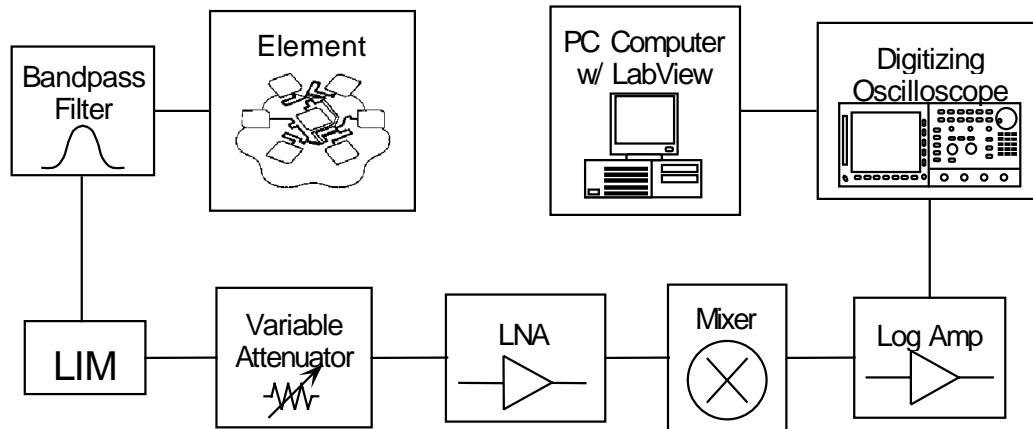 Bandpass
Filter
Element
PC Computer
w/ LabView
Digitizing
Oscilloscope
LIM
Variable
Attenuator
LNA
Mixer
Log Amp